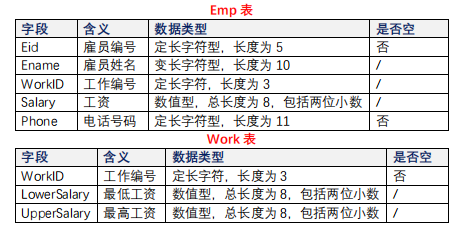 Emp 表
字段 含义 数据类型 是否空
Eid 雇员编号 定长字符型，长度为 5 否
Ename 雇员姓名 变长字符型，长度为 10 /
WorkID 工作编号 定长字符，长度为 3 /
Salary 工资 数值型，总长度为 8，包括两位小数 /
Phone 电话号码 定长字符型，长度为 11 否
Work 表
字段 含义 数据类型 是否空
WorkID 工作编号 定长字符，长度为 3 否
LowerSalary 最低工资 数值型，总长度为 8，包括两位小数 /
UpperSalary 最高工资 数值型，总长度为 8，包括两位小数 /